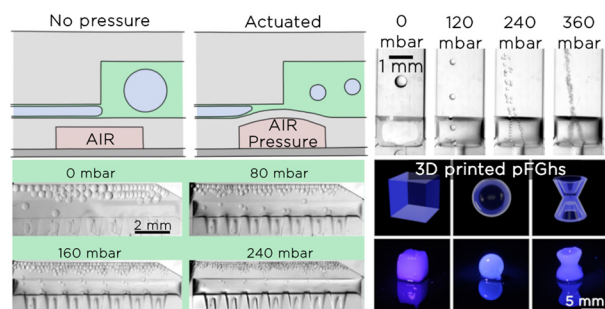 No pressure
Actuated
AIR
AIR
Pressure
0
mbar
120
mbar
240
mbar
360
mbar
1 mm
0 mbar
80 mbar
2 mm
160 mbar
240 mbar
3D printed pFGhs
5 mm